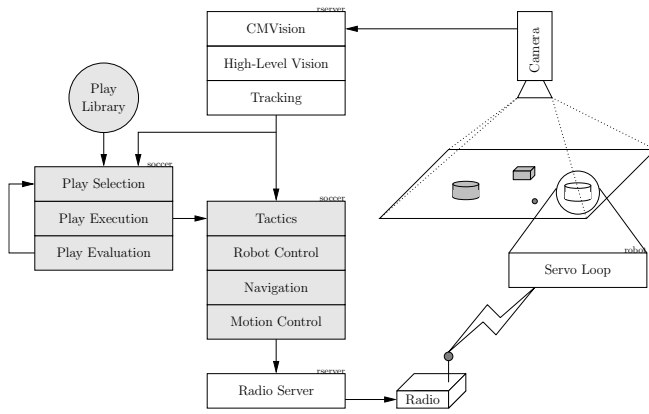 rserver
CMVision
High-Level Vision
Tracking
Camera
Play
Library
soccer
Play Selection
Play Execution
Play Evaluation
soccer
Tactics
Robot Control
Navigation
Motion Control
robot
Servo Loop
rserver
Radio Server
Radio